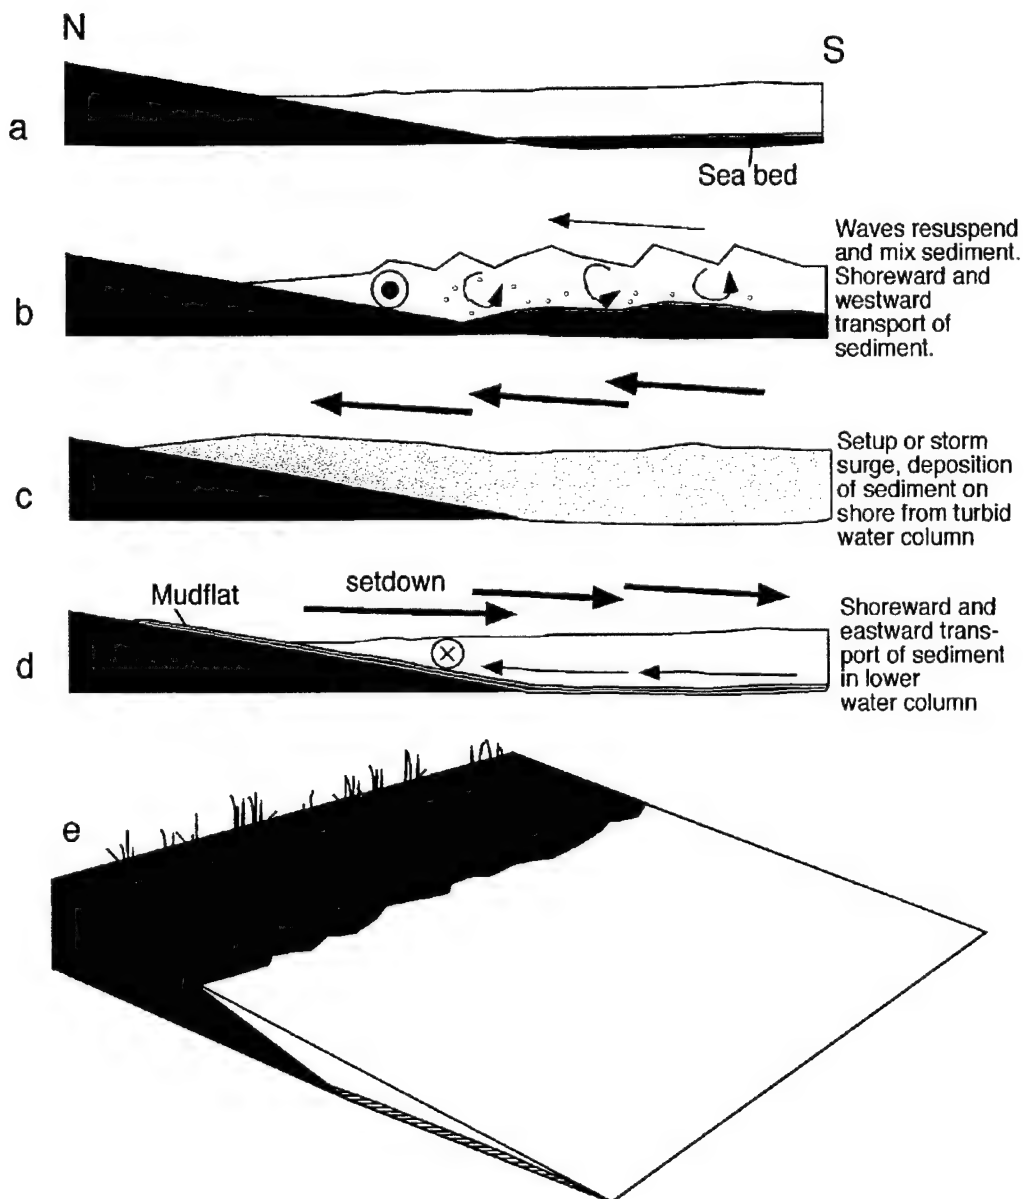 N
S
a
Sea bed
b
Waves resuspend
and mix sediment.
Shoreward and
westward
transport of
sediment.
c
Setup or storm
surge, deposition
of sediment on
shore from turbid
water column
d
Mudflat
setdown
Shoreward and
eastward trans-
port of sediment
in lower
water column
e